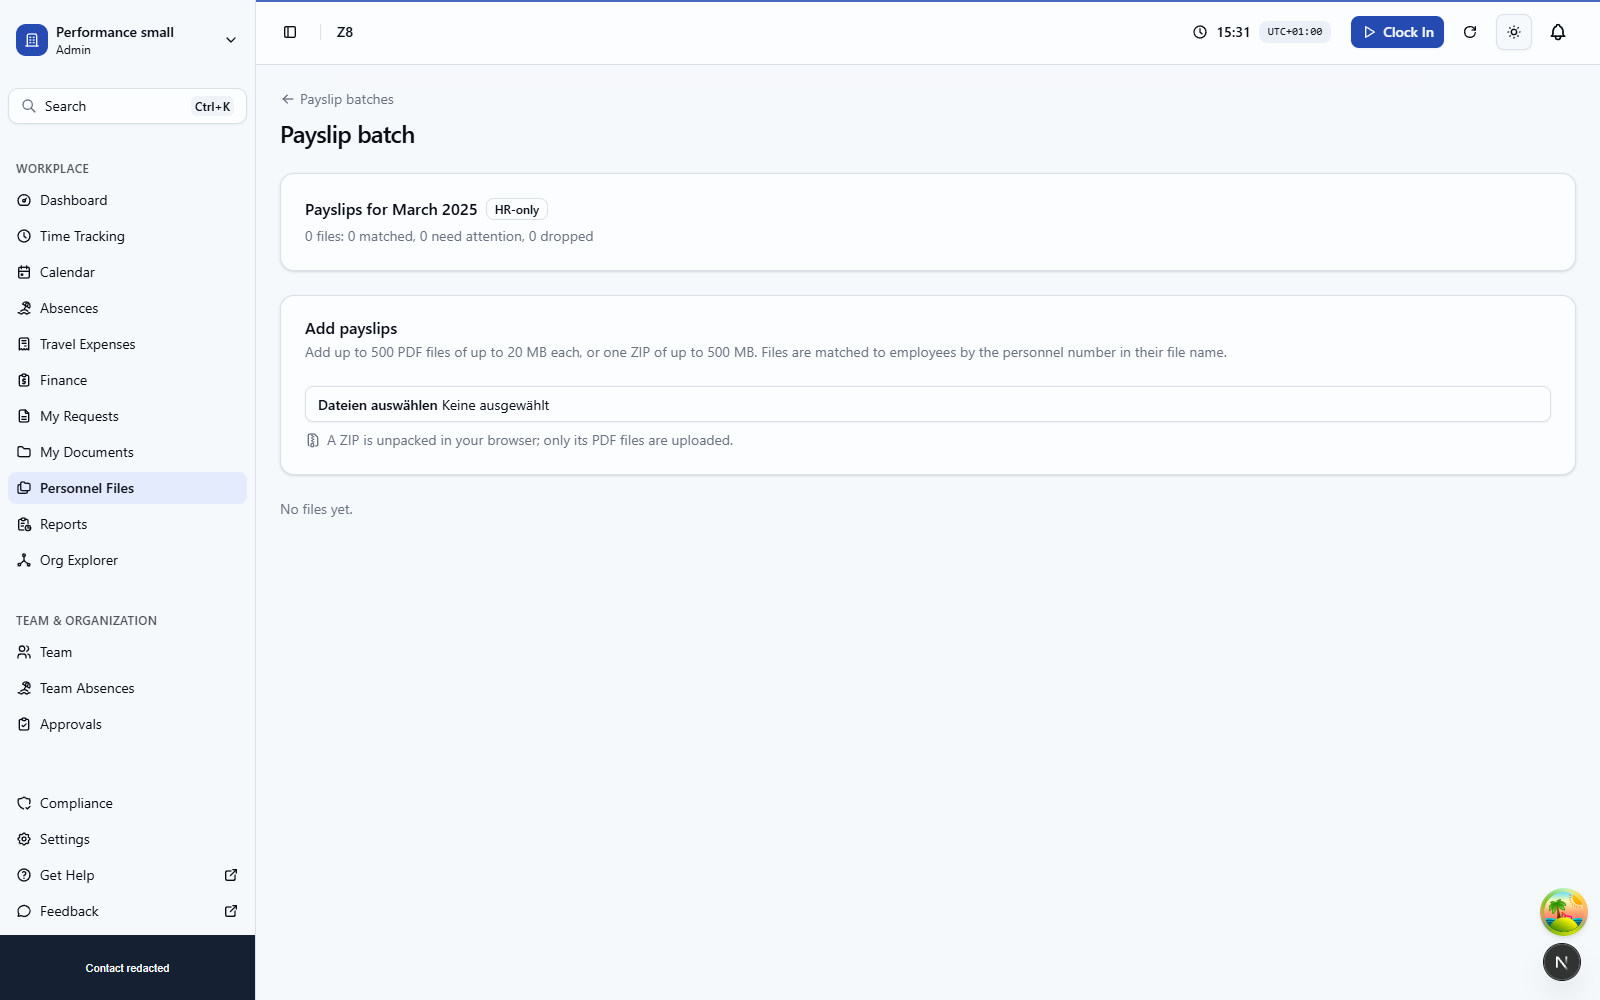 Performance small
Admin
Search
Ctrl+K
WORKPLACE
Dashboard
Time Tracking
Calendar
Absences
Travel Expenses
Finance
My Requests
My Documents
Personnel Files
Reports
Org Explorer
TEAM & ORGANIZATION
Team
Team Absences
Approvals
Compliance
Settings
Get Help
Feedback
Contact redacted
Z8
15:31
UTC+01:00
Clock In
Payslip batches
Payslip batch
Payslips for March 2025
HR-only
0 files: 0 matched, 0 need attention, 0 dropped
Add payslips
Add up to 500 PDF files of up to 20 MB each, or one ZIP of up to 500 MB. Files are matched to employees by the personnel number in their file name.
Dateien auswählen Keine ausgewählt
A ZIP is unpacked in your browser; only its PDF files are uploaded.
No files yet.
N